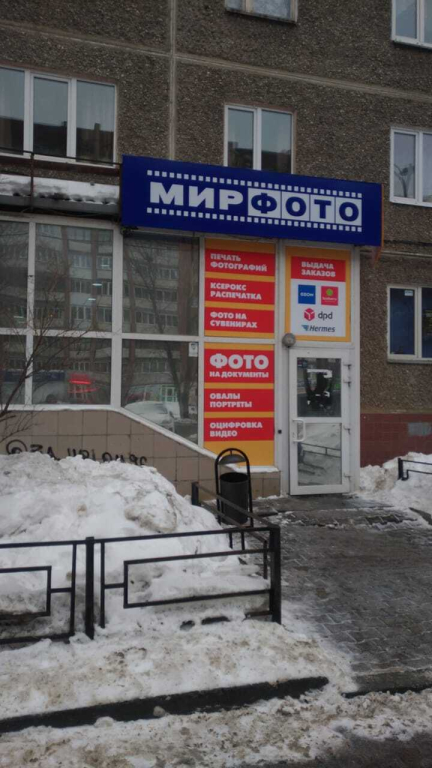 МИРФОТО
ПЕЧАТЬ
ФОТОГРАФИЙ
КСЕРОКС
РАСПЕЧАТКА
ФОТО НА
СУВЕНИРАХ
ФОТО
НА ДОКУМЕНТЫ
ОВАЛЫ
ПОРТРЕТЫ
ОЦИФРОВКА
ВИДЕО
ВЫДАЧА
ЗАКАЗОВ
OZON
dpd
Hermes